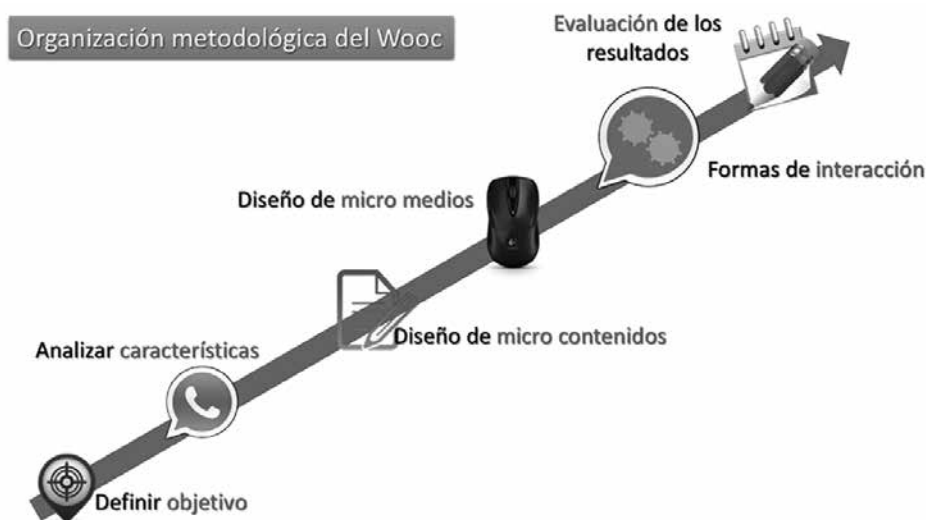 Organización metodológica del Wooc
Evaluación de los
resultados
Formas de interacción
Diseño de micro medios
Diseño de micro contenidos
Analizar características
Definir objetivo